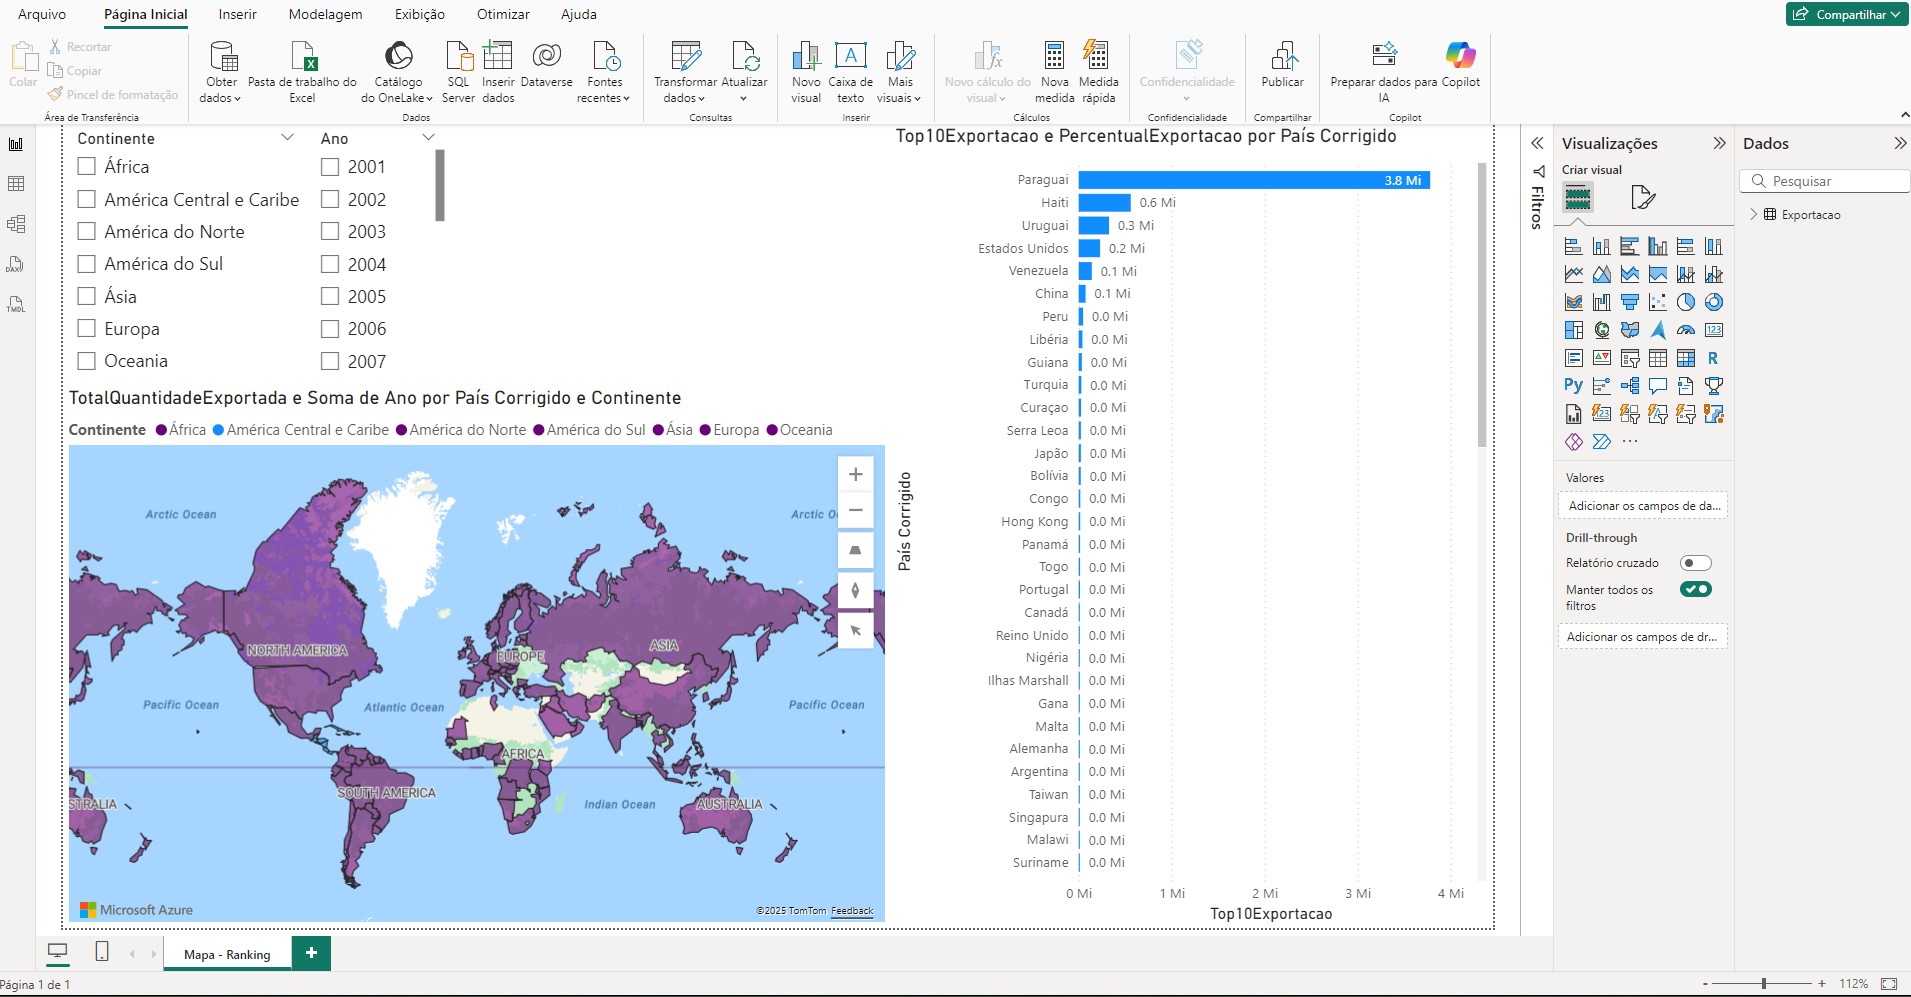 Arquivo Página Inicial Inserir Modelagem Exibição Otimizar Ajuda
Compartilhar
Colar
Recortar
Copiar
Pincel de formatação
Área de Transferência
Obter dados
Pasta de trabalho do Excel
Catálogo do OneLake
SQL Server
Inserir dados
Dataverse
Fontes recentes
Dados
Transformar dados
Atualizar
Consultas
Novo visual
Caixa de texto
Mais visuais
Inserir
Novo cálculo do visual
Nova medida
Medida rápida
Cálculos
Confidencialidade
Confidencialidade
Publicar
Compartilhar
Preparar dados para IA
Copilot
Copilot
DAX
TMDL
Continente
África
América Central e Caribe
América do Norte
América do Sul
Ásia
Europa
Oceania
Ano
2001
2002
2003
2004
2005
2006
2007
TotalQuantidadeExportada e Soma de Ano por País Corrigido e Continente
Continente África América Central e Caribe América do Norte América do Sul Ásia Europa Oceania
Arctic Ocean
Arctic O
NORTH AMERICA
EUROPE
ASIA
Pacific Ocean
Atlantic Ocean
Pacific Ocean
AFRICA
SOUTH AMERICA
Indian Ocean
AUSTRALIA
STRALIA
Microsoft Azure
©2025 TomTom Feedback
Top10Exportacao e PercentualExportacao por País Corrigido
País Corrigido
Paraguai 3.8 Mi
Haiti 0.6 Mi
Uruguai 0.3 Mi
Estados Unidos 0.2 Mi
Venezuela 0.1 Mi
China 0.1 Mi
Peru 0.0 Mi
Libéria 0.0 Mi
Guiana 0.0 Mi
Turquia 0.0 Mi
Curaçao 0.0 Mi
Serra Leoa 0.0 Mi
Japão 0.0 Mi
Bolívia 0.0 Mi
Congo 0.0 Mi
Hong Kong 0.0 Mi
Panamá 0.0 Mi
Togo 0.0 Mi
Portugal 0.0 Mi
Canadá 0.0 Mi
Reino Unido 0.0 Mi
Nigéria 0.0 Mi
Ilhas Marshall 0.0 Mi
Gana 0.0 Mi
Malta 0.0 Mi
Alemanha 0.0 Mi
Argentina 0.0 Mi
Taiwan 0.0 Mi
Singapura 0.0 Mi
Malawi 0.0 Mi
Suriname 0.0 Mi
0 Mi 1 Mi 2 Mi 3 Mi 4 Mi
Top10Exportacao
Filtros
Visualizações
Criar visual
123
R
Py
123
Valores
Adicionar os campos de da...
Drill-through
Relatório cruzado
Manter todos os
filtros
Adicionar os campos de dr...
Dados
Pesquisar
Exportacao
Mapa - Ranking
Página 1 de 1
112%